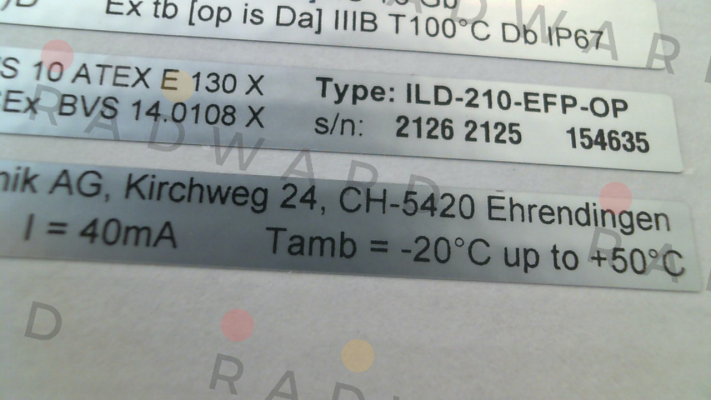 Ex tb [op is Da] IIIB T100°C Db IP67
S 10 ATEX E 130 X
Ex BVS 14.0108 X
Type: ILD-210-EFP-OP
s/n: 2126 2125 154635
nik AG, Kirchweg 24, CH-5420 Ehrendingen
I = 40mA Tamb = -20°C up to +50°C
RADWARD